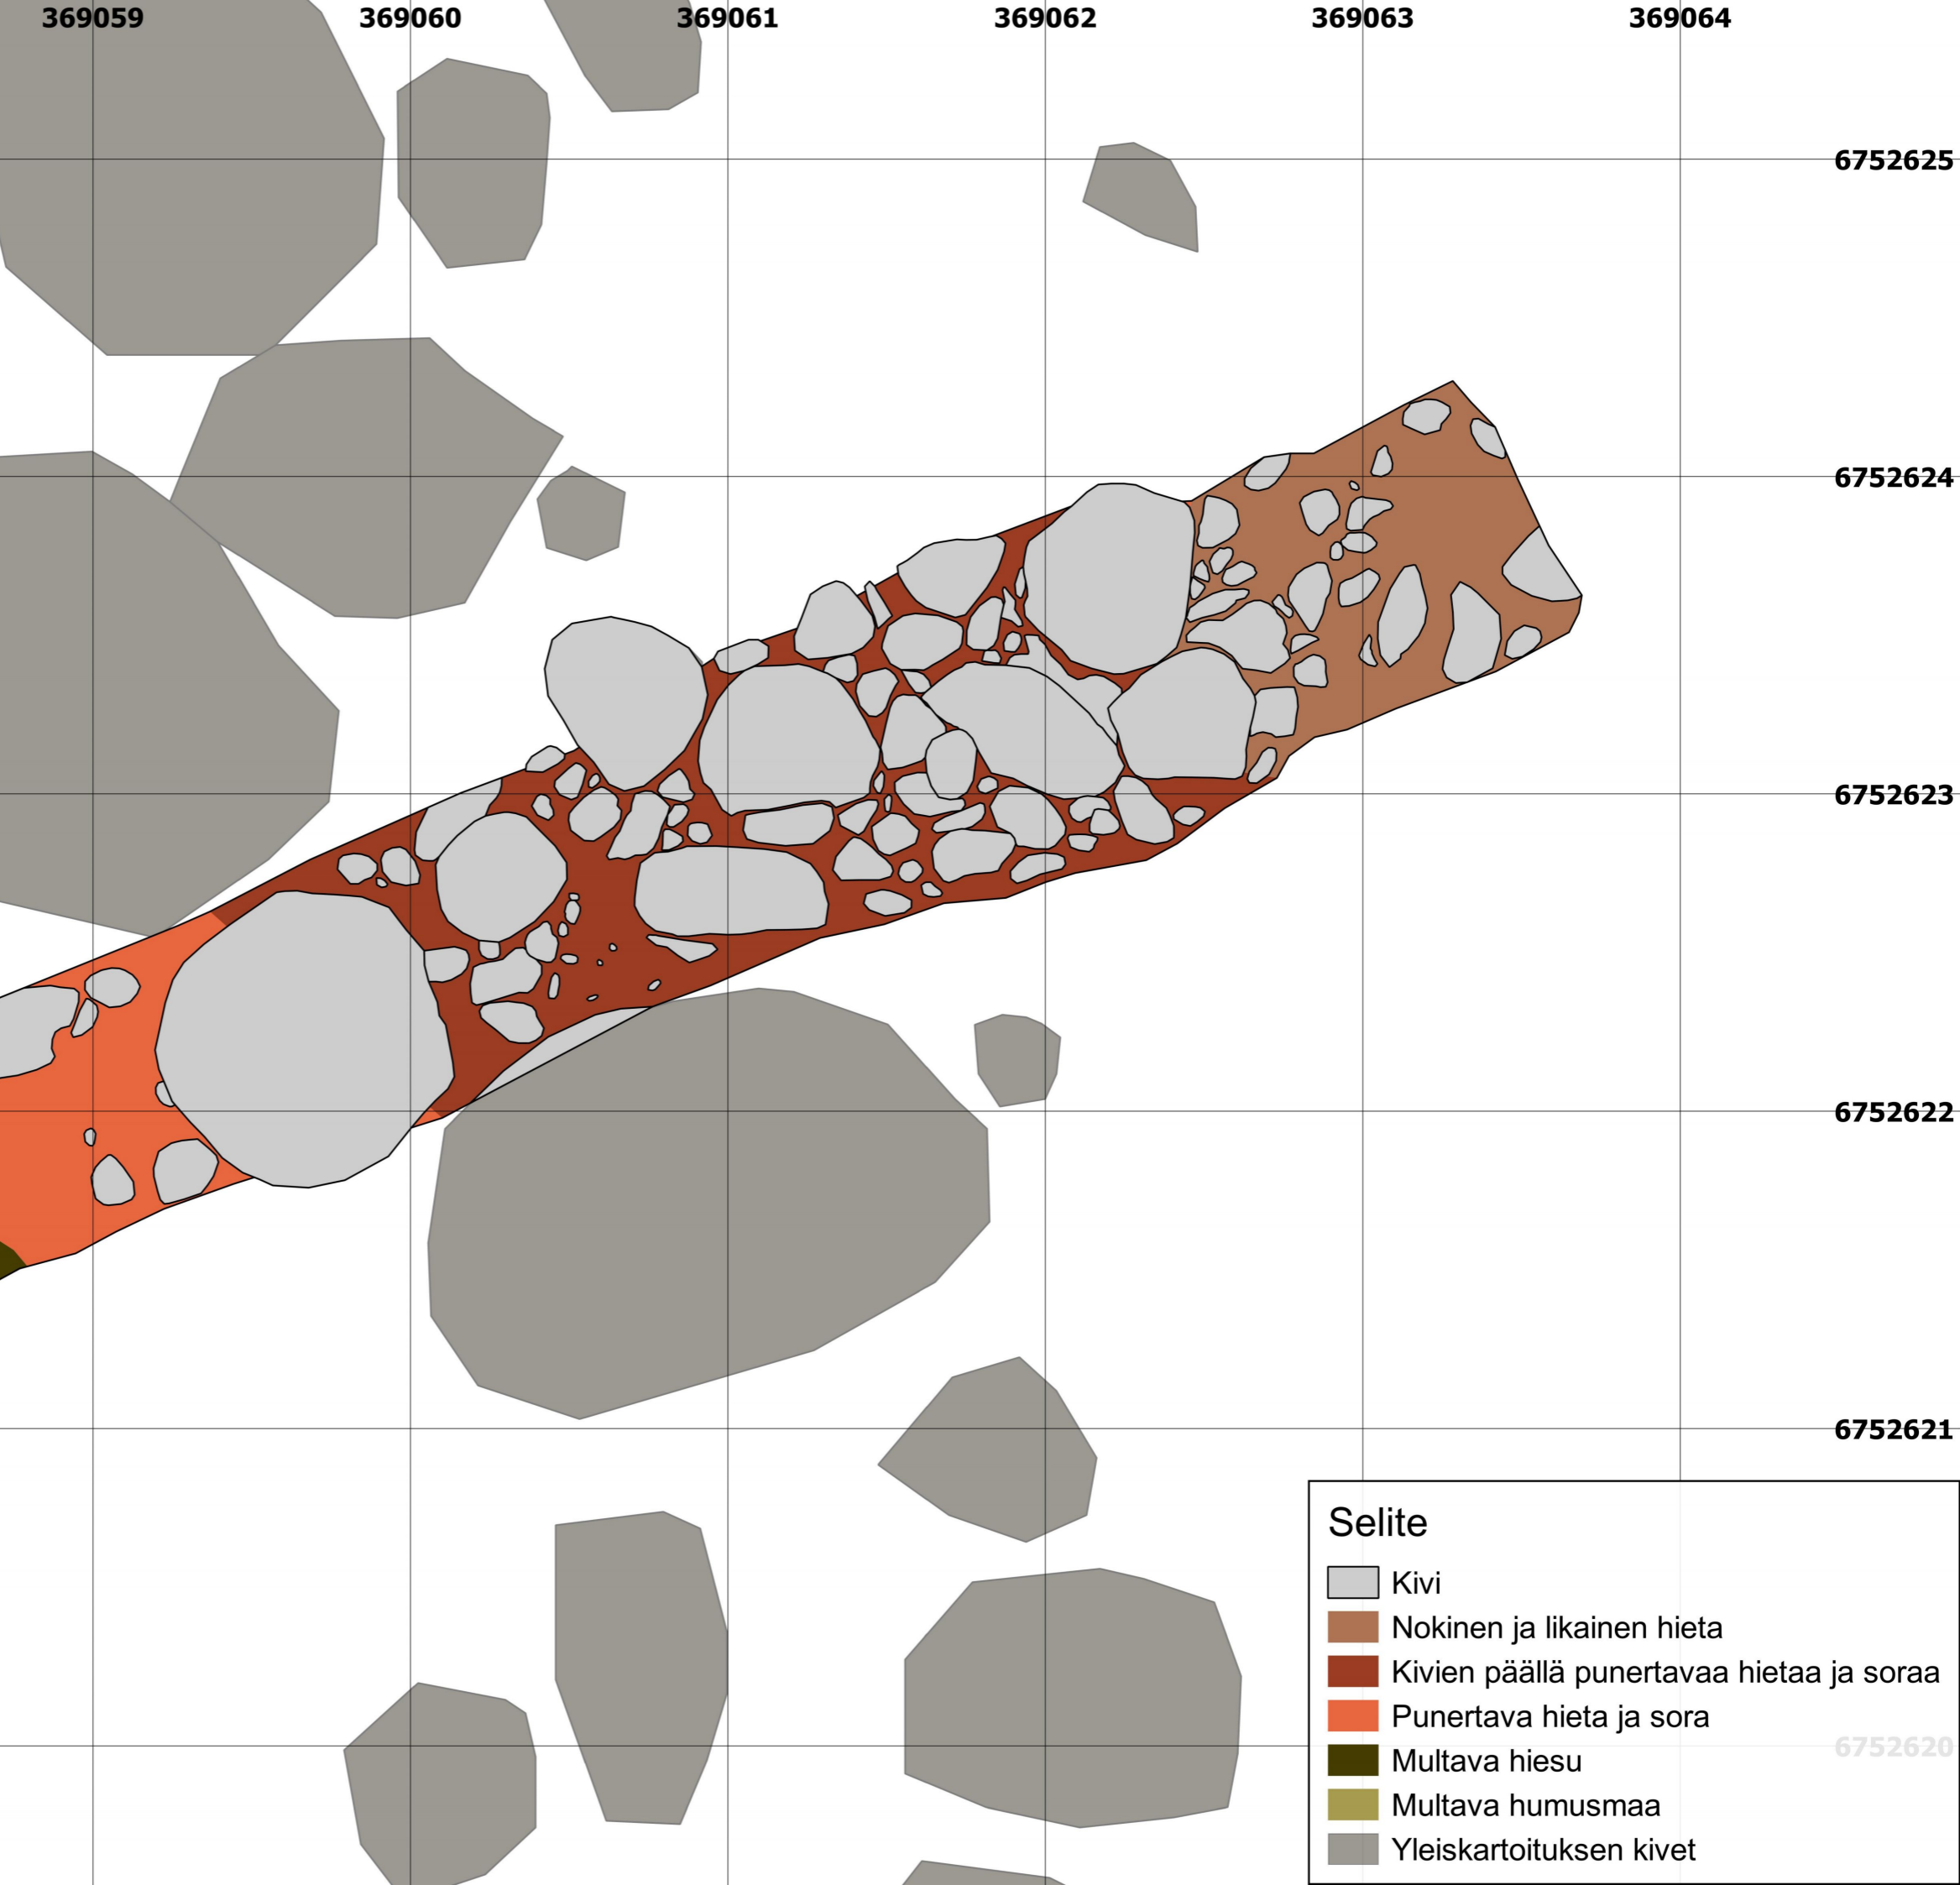 369059 369060 369061 369062 369063 369064
6752625
6752624
6752623
6752622
6752621
Selite
Kivi
Nokinen ja likainen hieta
Kivien päällä punertavaa hietaa ja soraa
Punertava hieta ja sora
6752620
Multava hiesu
Multava humusmaa
Yleiskartoituksen kivet